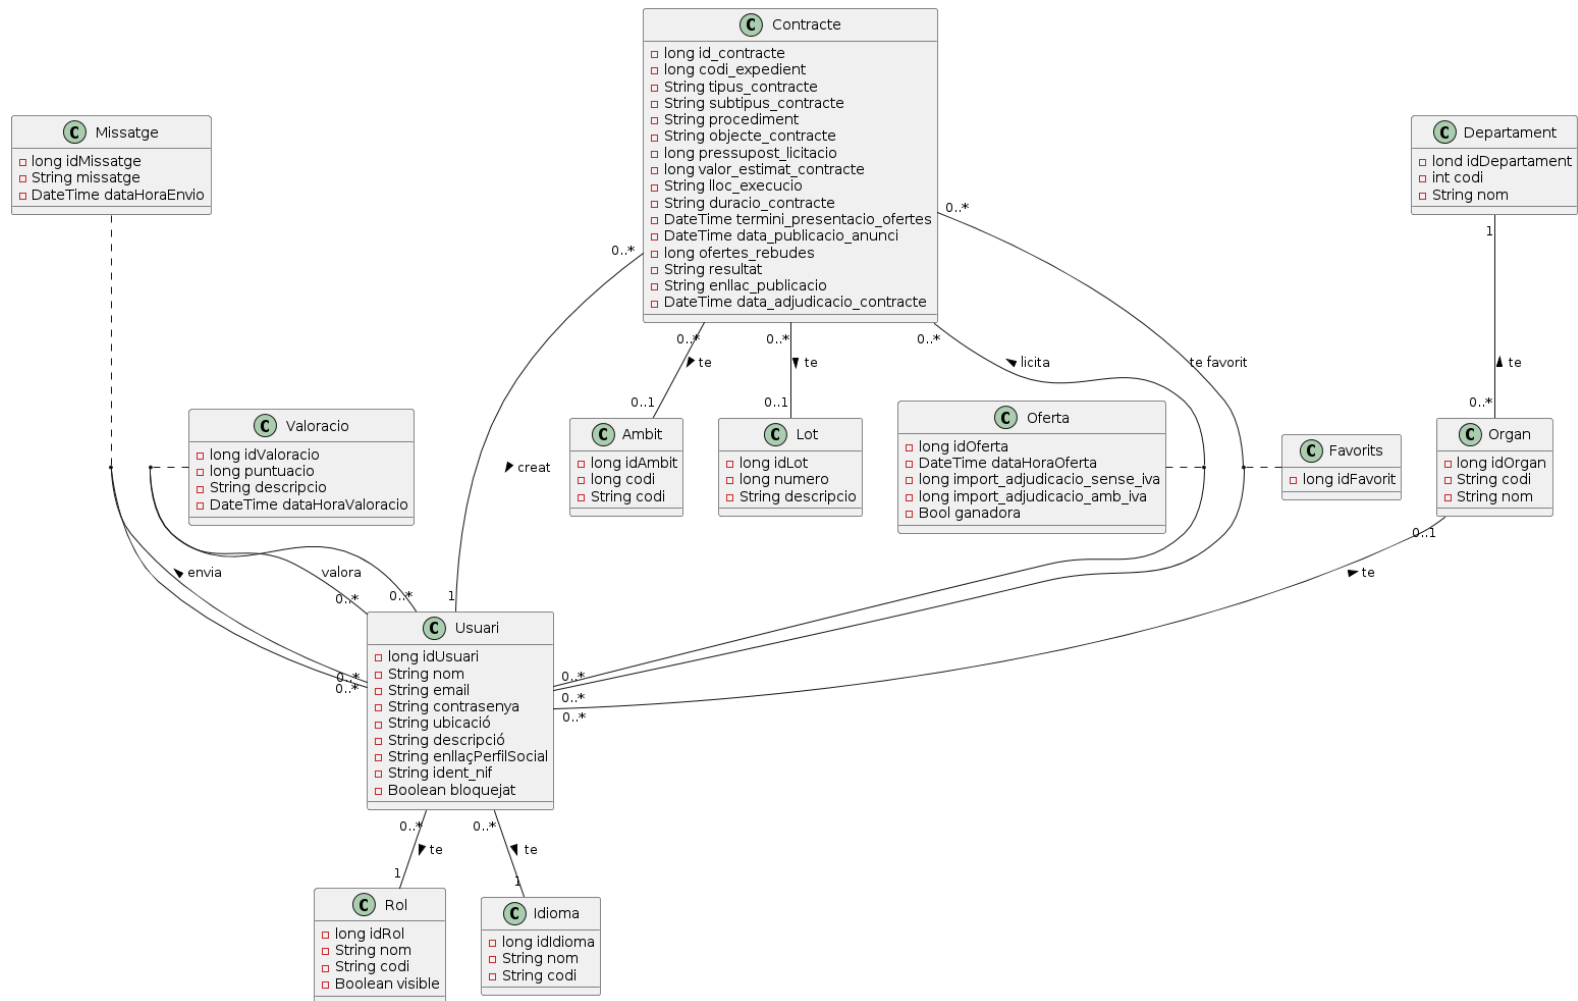 C Contracte
long id_contracte
long codi_expedient
String tipus_contracte
String subtipus_contracte
String procediment
String objecte_contracte
long pressupost_licitacio
long valor_estimat_contracte
String lloc_execucio
String duracio_contracte
DateTime termini_presentacio_ofertes
DateTime data_publicacio_anunci
long ofertes_rebudes
String resultat
String enllac_publicacio
DateTime data_adjudicacio_contracte
C Missatge
long idMissatge
String missatge
DateTime dataHoraEnvio
C Departament
lond idDepartament
int codi
String nom
0..*
0..*
1
0..*
0..*
0..*
te
te
licita
te favorit
te
0..1
0..1
0..*
C Valoracio
long idValoracio
long puntuacio
String descripcio
DateTime dataHoraValoracio
creat
C Ambit
long idAmbit
long codi
String codi
C Lot
long idLot
long numero
String descripcio
C Oferta
long idOferta
DateTime dataHoraOferta
long import_adjudicacio_sense_iva
long import_adjudicacio_amb_iva
Bool ganadora
C Favorits
long idFavorit
C Organ
long idOrgan
String codi
String nom
0..1
envia
valora
te
0..*
0..*
1
C Usuari
long idUsuari
String nom
String email
String contrasenya
String ubicació
String descripció
String enllaçPerfilSocial
String ident_nif
Boolean bloquejat
0..*
0..*
0..*
0..*
0..*
0..*
0..*
te
te
1
1
C Rol
long idRol
String nom
String codi
Boolean visible
C Idioma
long idIdioma
String nom
String codi